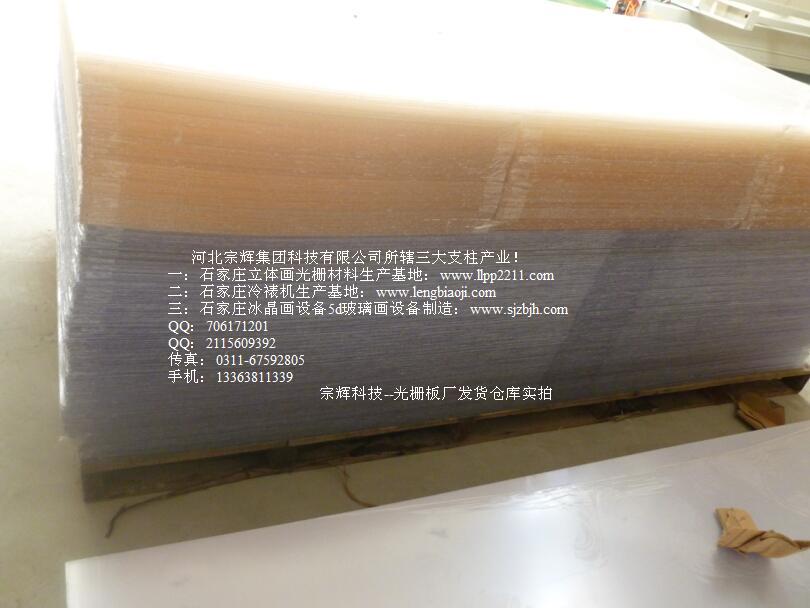 河北宗辉集团科技有限公司所辖三大支柱产业！
一：石家庄立体画光栅材料生产基地：www.llpp2211.com
二：石家庄冷裱机生产基地：www.lengbiaoji.com
三：石家庄冰晶画设备5d玻璃画设备制造：www.sjzbjh.com
QQ：706171201
QQ：2115609392
传真：0311-67592805
手机：13363811339
宗辉科技--光栅板厂发货仓库实拍